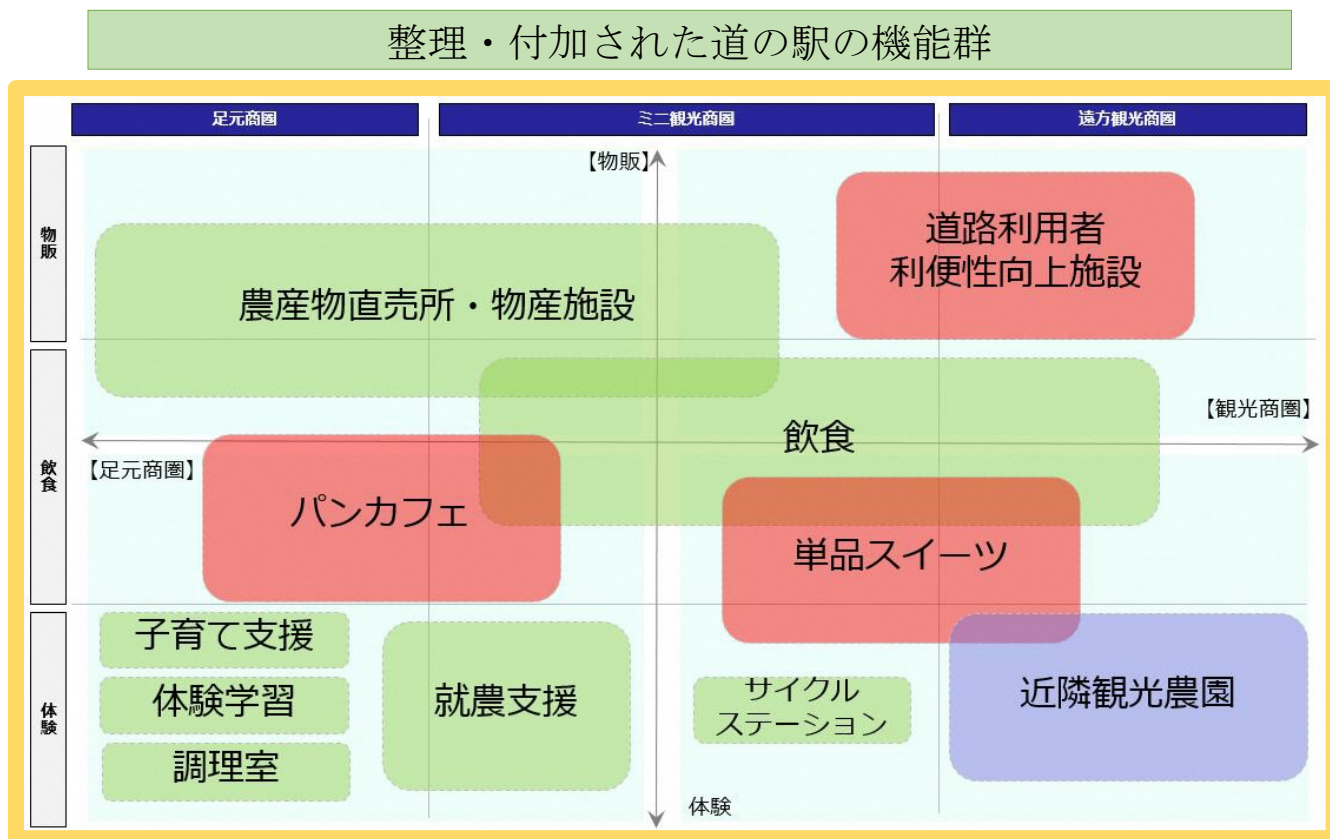 整理・付加された道の駅の機能群
足元商圏
ミニ観光商圏
遠方観光商圏
【物販】
物販
道路利用者
利便性向上施設
農産物直売所・物産施設
【観光商圏】
飲食
【足元商圏】
飲食
パンカフェ
単品スイーツ
子育て支援
体験学習
調理室
就農支援
サイクル
ステーション
近隣観光農園
体験
体験